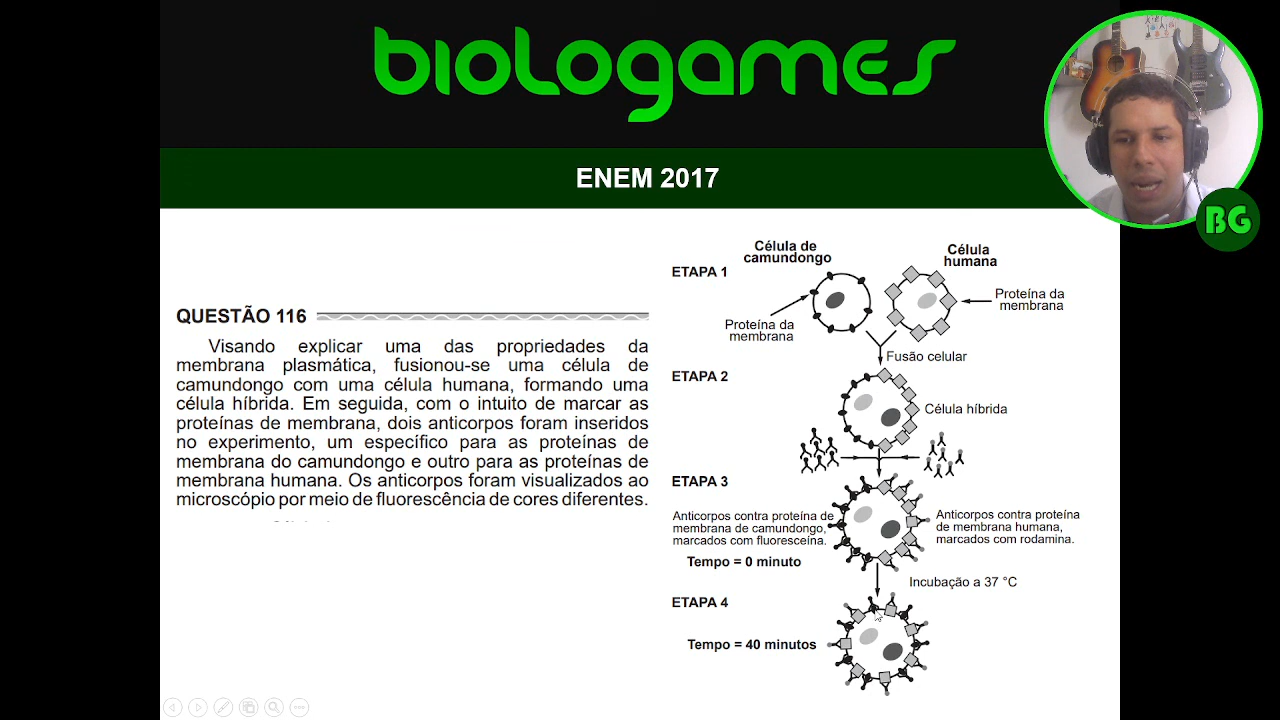 BIOLOGAMES
ENEM 2017
BG
QUESTÃO 116
Visando explicar uma das propriedades da
membrana plasmática, fusionou-se uma célula de
camundongo com uma célula humana, formando uma
célula híbrida. Em seguida, com o intuito de marcar as
proteínas de membrana, dois anticorpos foram inseridos
no experimento, um específico para as proteínas de
membrana do camundongo e outro para as proteínas de
membrana humana. Os anticorpos foram visualizados ao
microscópio por meio de fluorescência de cores diferentes.
Célula de
camundongo
Célula
humana
ETAPA 1
Proteína da
membrana
Proteína da
membrana
Fusão celular
ETAPA 2
Célula híbrida
ETAPA 3
Anticorpos contra proteína de
membrana de camundongo,
marcados com fluoresceína.
Anticorpos contra proteína
de membrana humana,
marcados com rodamina.
Tempo = 0 minuto
Incubação a 37 °C
ETAPA 4
Tempo = 40 minutos